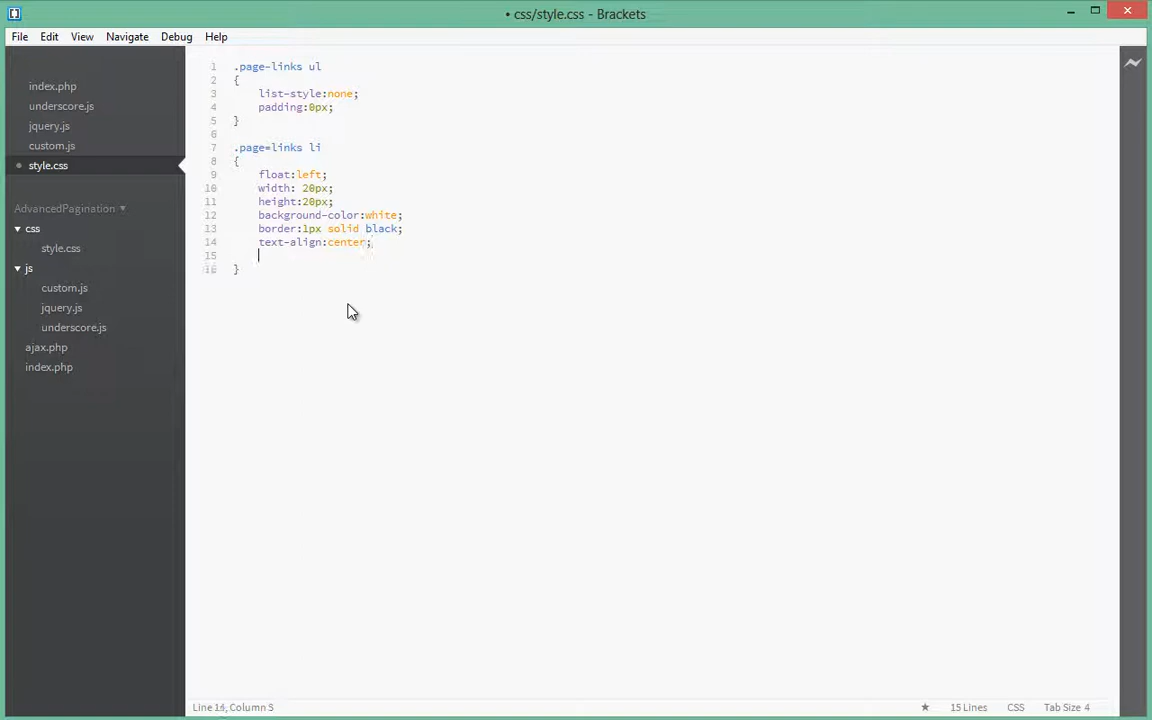 • css/style.css - Brackets
File Edit View Navigate Debug Help
index.php
underscore.js
jquery.js
custom.js
style.css
AdvancedPagination
css
style.css
js
custom.js
jquery.js
underscore.js
ajax.php
index.php
1 .page-links ul
2 {
3 list-style:none;
4 padding:0px;
5 }
6
7 .page=links li
8 {
9 float:left;
10 width: 20px;
11 height:20px;
12 background-color:white;
13 border:1px solid black;
14 text-align:center;
15
16 }
Line 16, Column 5
15 Lines CSS Tab Size 4